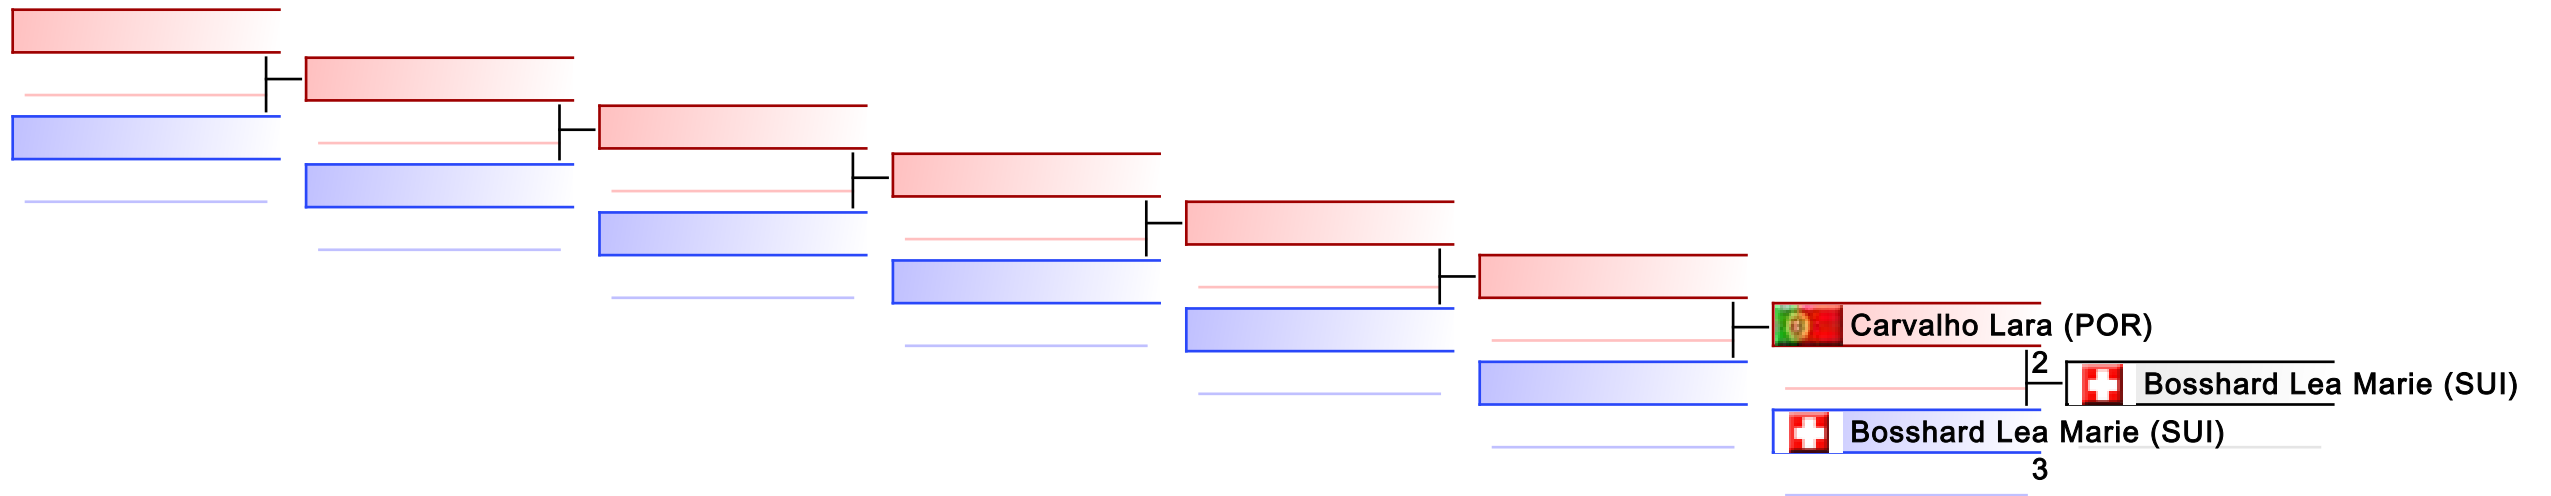 Carvalho Lara (POR)
2
Bosshard Lea Marie (SUI)
Bosshard Lea Marie (SUI)
3